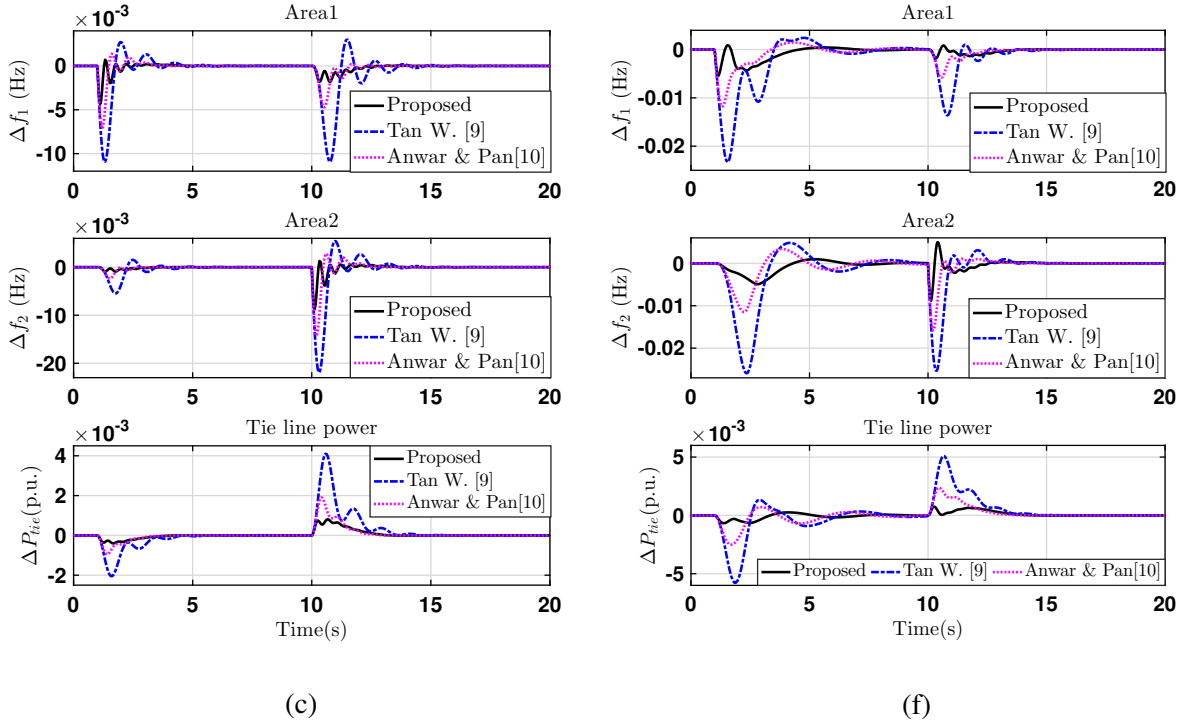 × 10⁻³
Area1
5
0
-5
-10
Δf₁ (Hz)
Proposed
Tan W. [9]
Anwar & Pan[10]
0
5
10
15
20
× 10⁻³
Area2
0
-10
-20
Δf₂ (Hz)
Proposed
Tan W. [9]
Anwar & Pan[10]
0
5
10
15
20
× 10⁻³
Tie line power
4
2
0
-2
ΔP_tie(p.u.)
Proposed
Tan W. [9]
Anwar & Pan[10]
0
5
10
15
20
Time(s)
(c)
Area1
0
-0.01
-0.02
Δf₁ (Hz)
Proposed
Tan W. [9]
Anwar & Pan[10]
0
5
10
15
20
Area2
0
-0.01
-0.02
Δf₂ (Hz)
Proposed
Tan W. [9]
Anwar & Pan[10]
0
5
10
15
20
× 10⁻³
Tie line power
5
0
-5
ΔP_tie(p.u.)
Proposed Tan W. [9] Anwar & Pan[10]
0
5
10
15
20
Time(s)
(f)